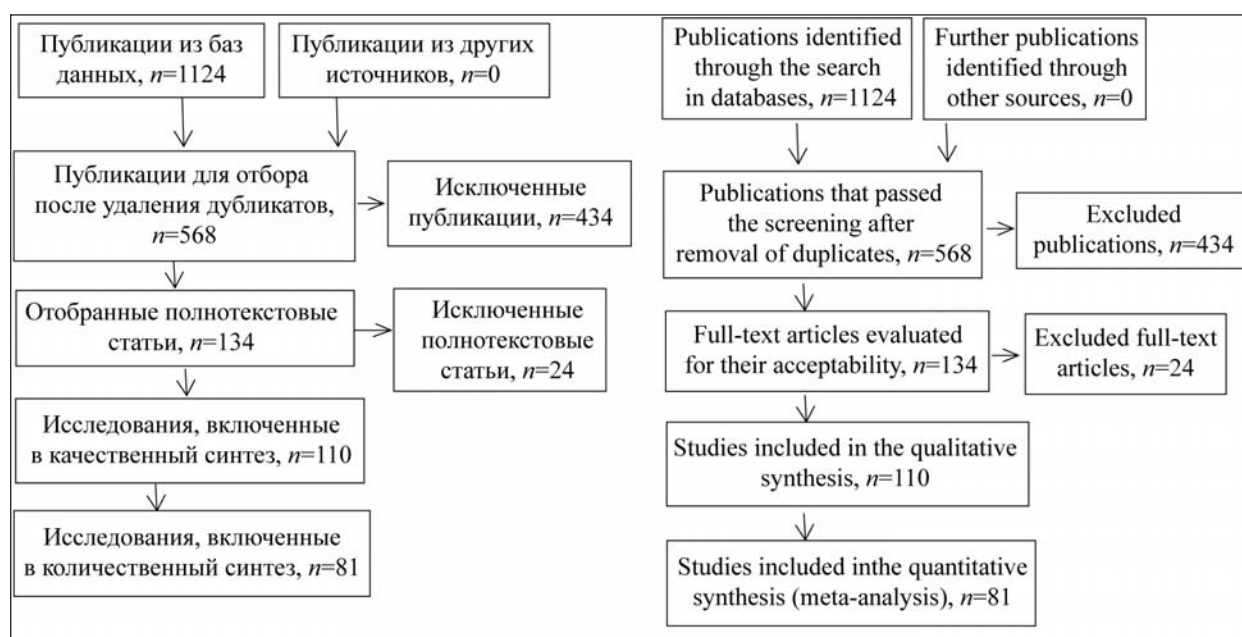 Публикации из баз
данных, n=1124
Публикации из других
источников, n=0
Публикации для отбора
после удаления дубликатов,
n=568
Исключенные
публикации, n=434
Отобранные полнотекстовые
статьи, n=134
Исключенные
полнотекстовые
статьи, n=24
Исследования, включенные
в качественный синтез, n=110
Исследования, включенные
в количественный синтез, n=81
Publications identified
through the search
in databases, n=1124
Further publications
identified through
other sources, n=0
Publications that passed
the screening after
removal of duplicates, n=568
Excluded
publications, n=434
Full-text articles evaluated
for their acceptability, n=134
Excluded full-text
articles, n=24
Studies included in the qualitative
synthesis, n=110
Studies included inthe quantitative
synthesis (meta-analysis), n=81